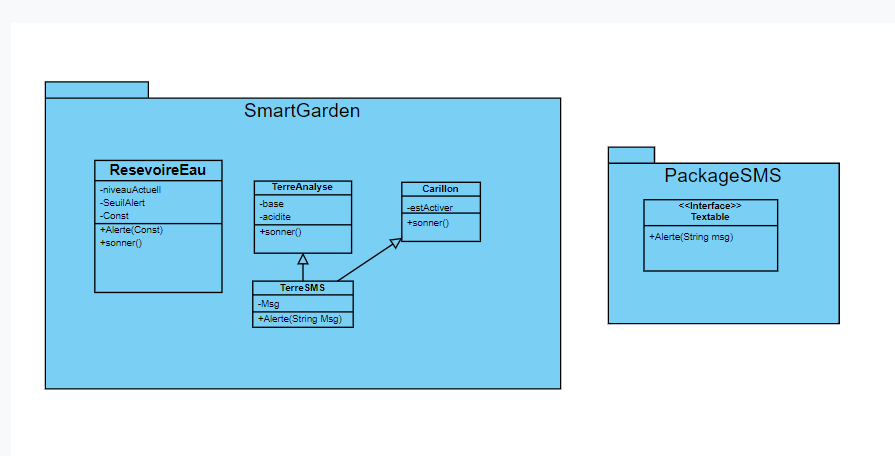 SmartGarden
ResevoireEau
-niveauActuell
-SeuilAlert
-Const
+Alerte(Const)
+sonner()
TerreAnalyse
-base
-acidite
+sonner()
Carillon
-estActiver
+sonner()
TerreSMS
-Msg
+Alerte(String Msg)
PackageSMS
<<Interface>>
Textable
+Alerte(String msg)